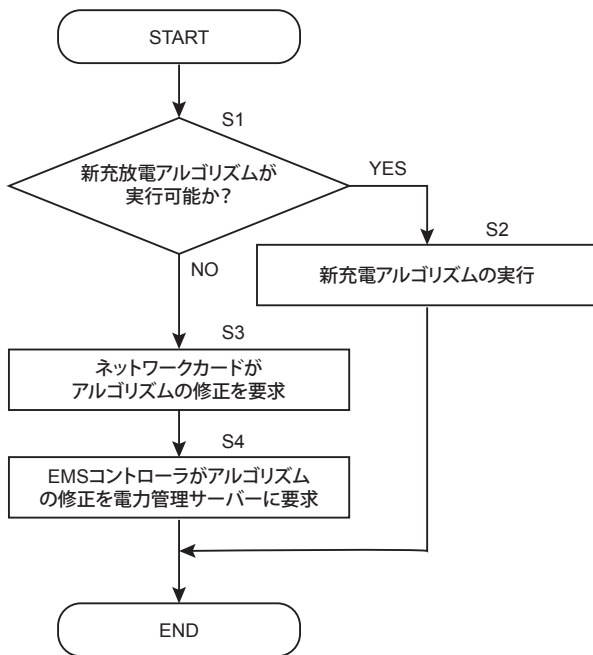 START
S1
新充放電アルゴリズムが
実行可能か？
YES
S2
新充電アルゴリズムの実行
NO
S3
ネットワークカードが
アルゴリズムの修正を要求
S4
EMSコントローラがアルゴリズム
の修正を電力管理サーバーに要求
END